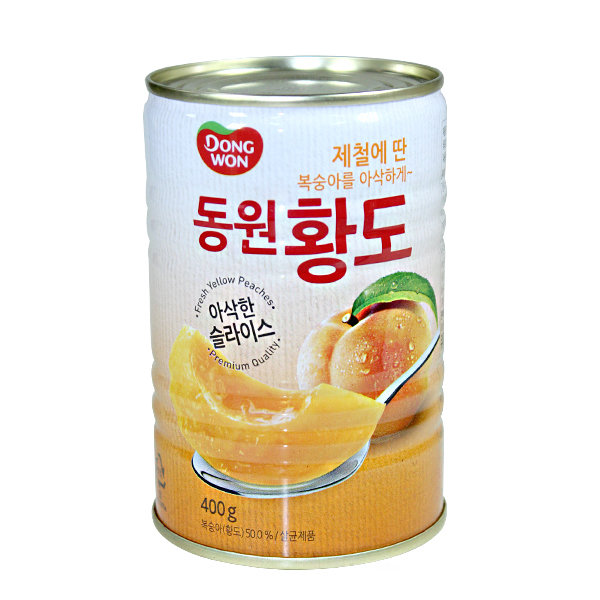 DONG
WON
제철에 딴
복숭아를 아삭하게~
동원 황도
•Fresh Yellow Peaches•
아삭한
슬라이스
•Premium Quality•
400g
복숭아(황도) 50.0% / 살균제품